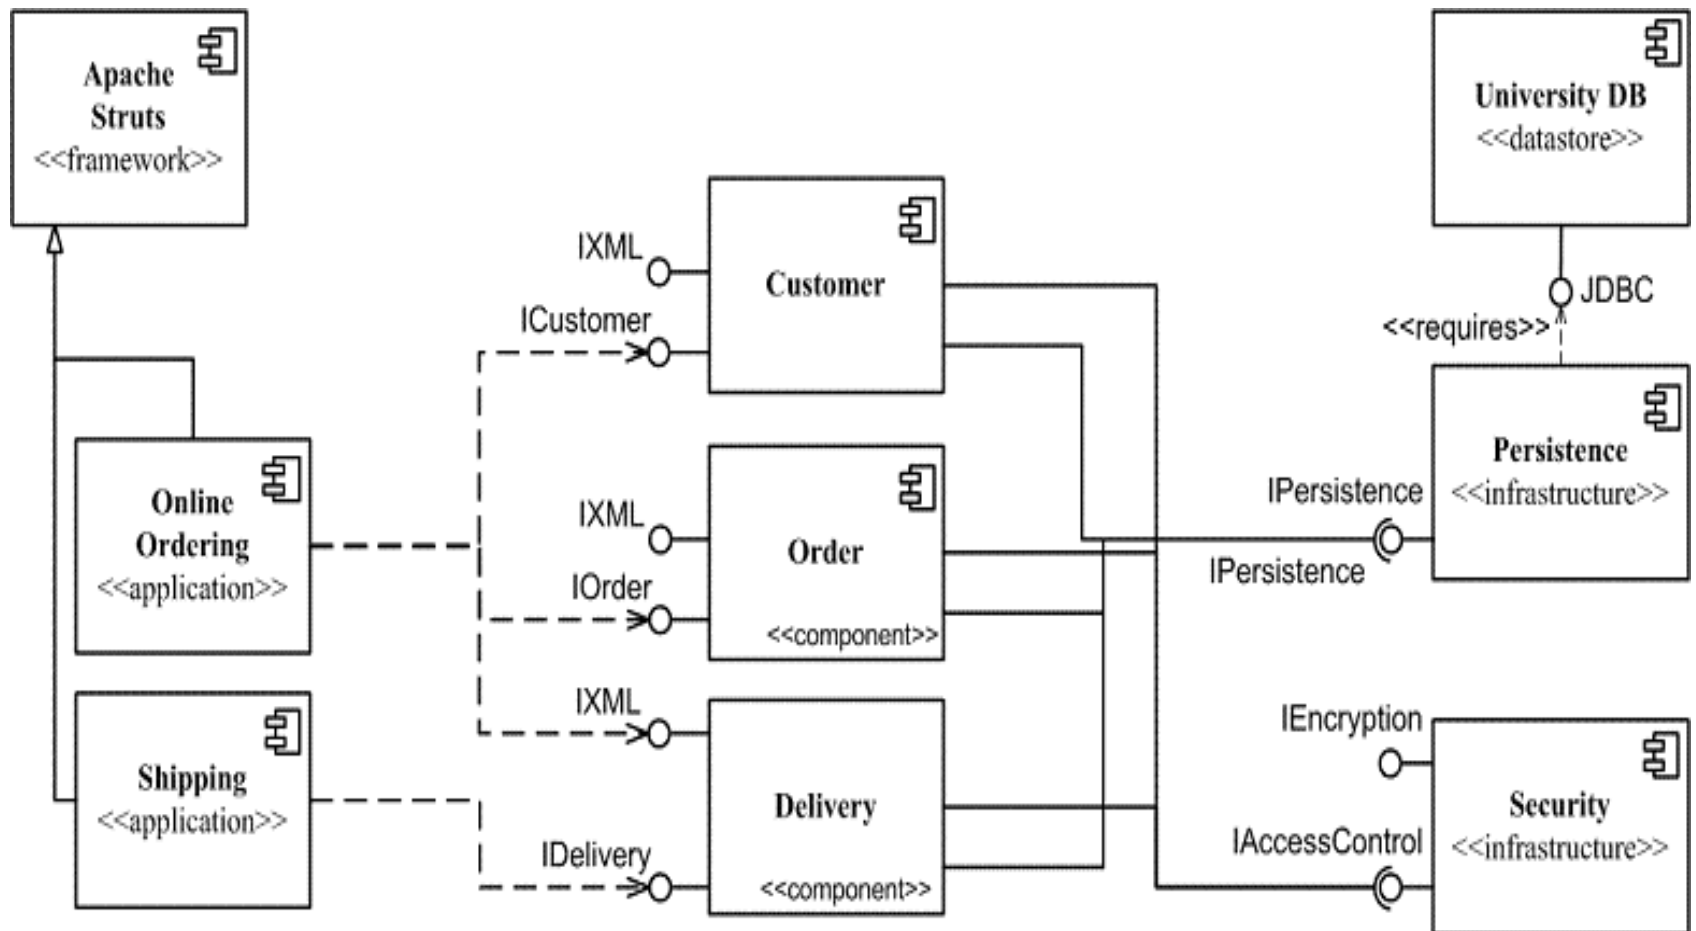 Apache
Struts
<<framework>>
University DB
<<datastore>>
IXML
Customer
ICustomer
JDBC
<<requires>>
Online
Ordering
<<application>>
IXML
Order
IOrder
<<component>>
IPersistence
IPersistence
Persistence
<<infrastructure>>
Shipping
<<application>>
IXML
Delivery
IDelivery
<<component>>
IEncryption
IAccessControl
Security
<<infrastructure>>